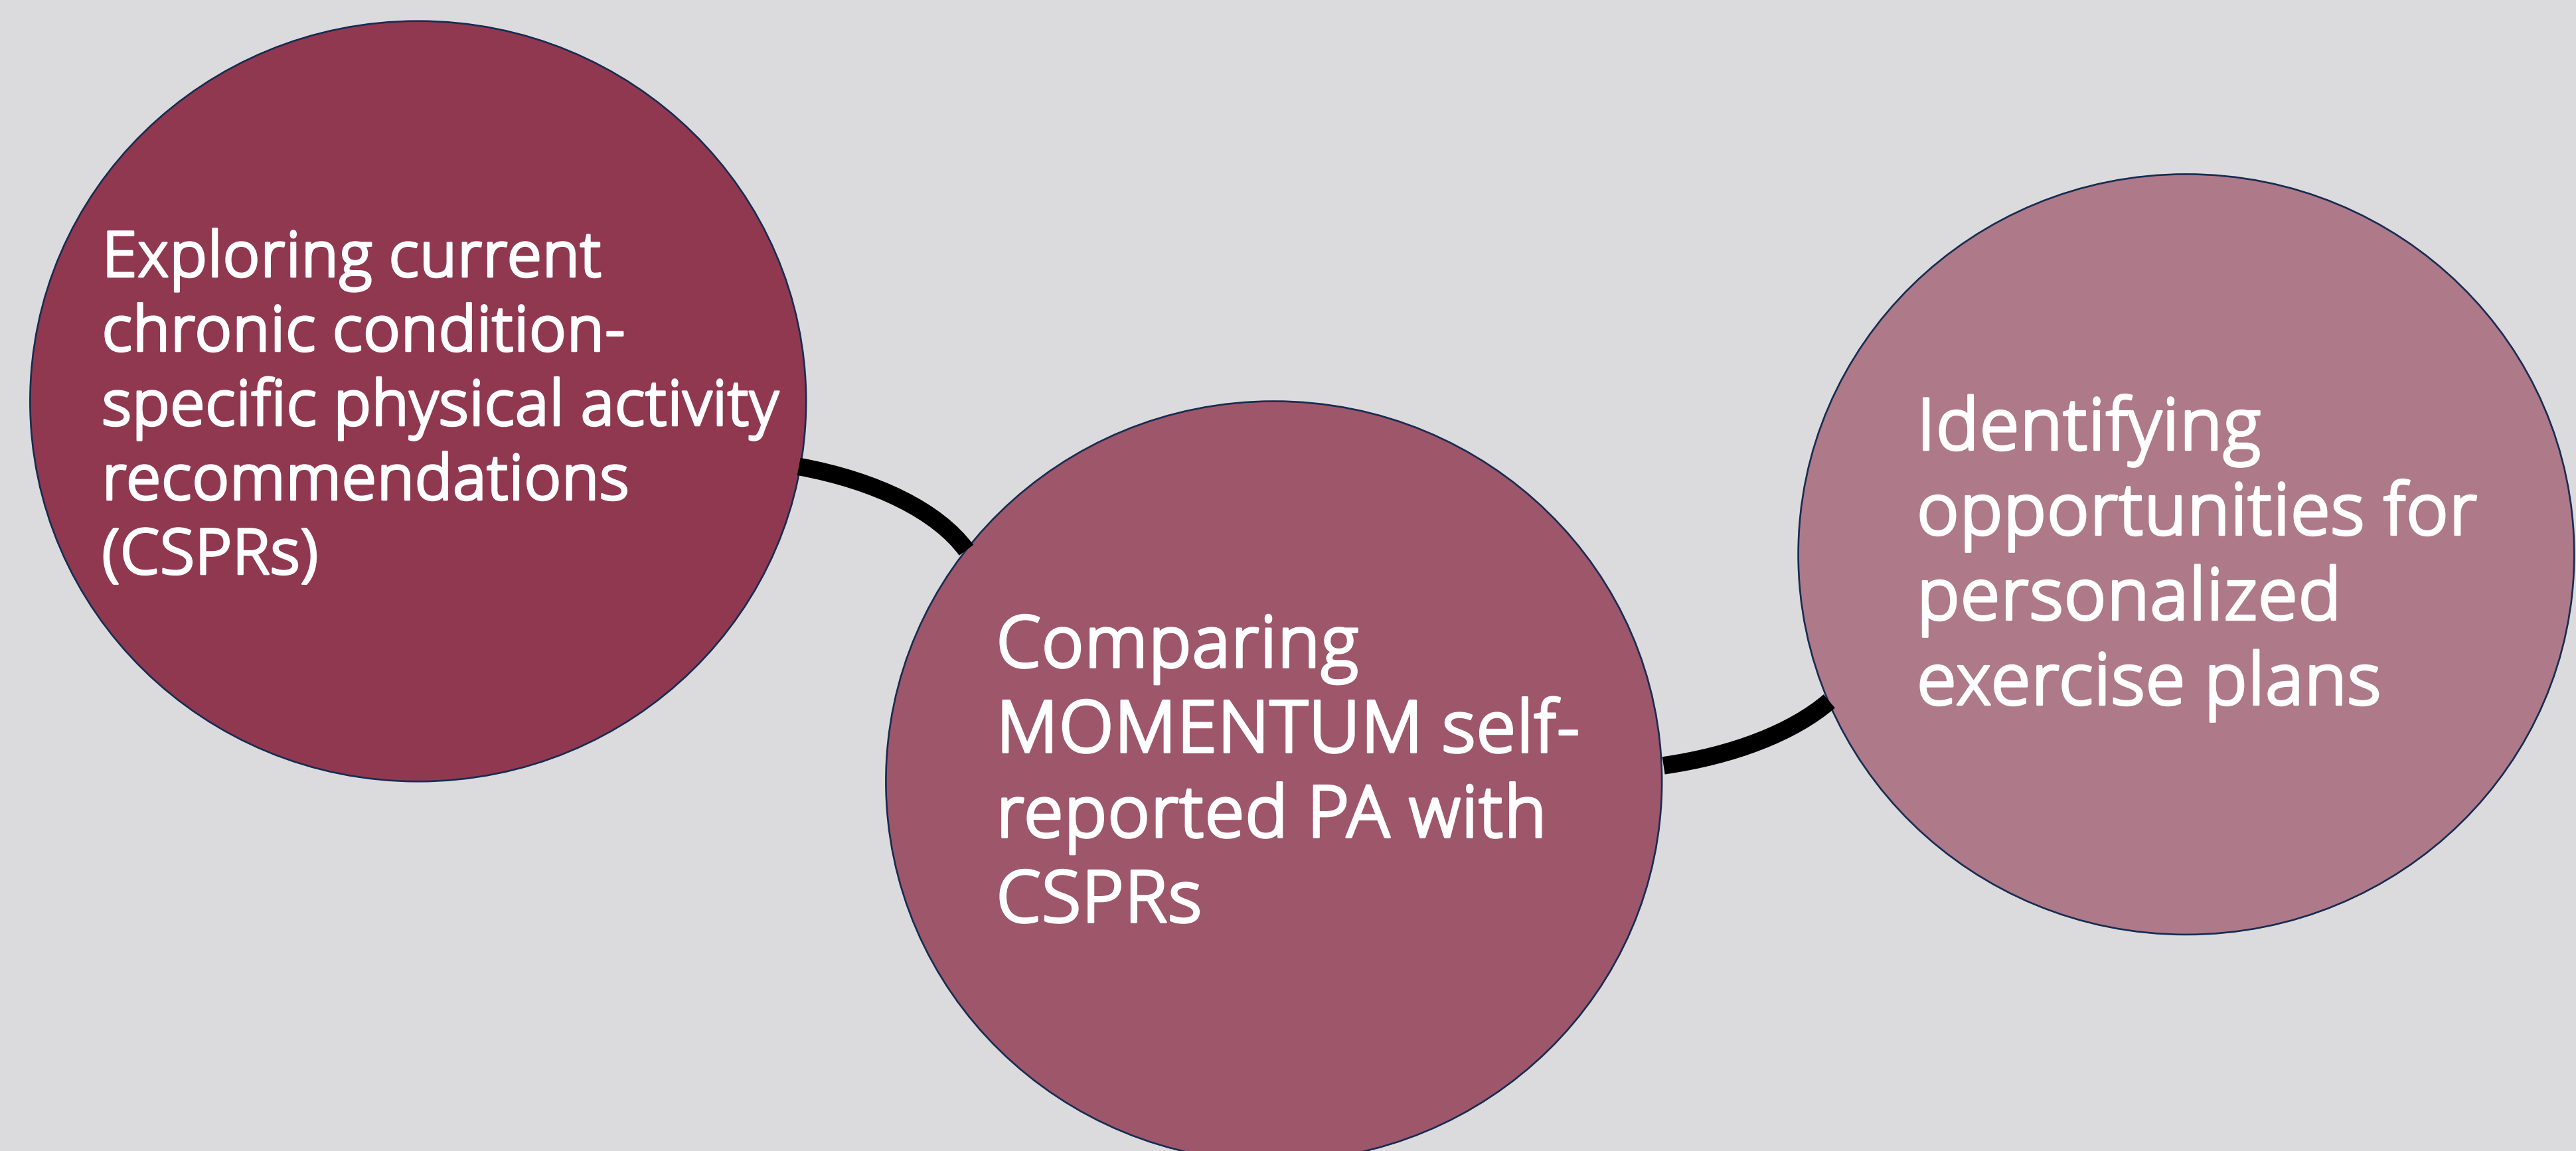 Exploring current
chronic condition-
specific physical activity
recommendations
(CSPRs)
Comparing
MOMENTUM self-
reported PA with
CSPRs
Identifying
opportunities for
personalized
exercise plans